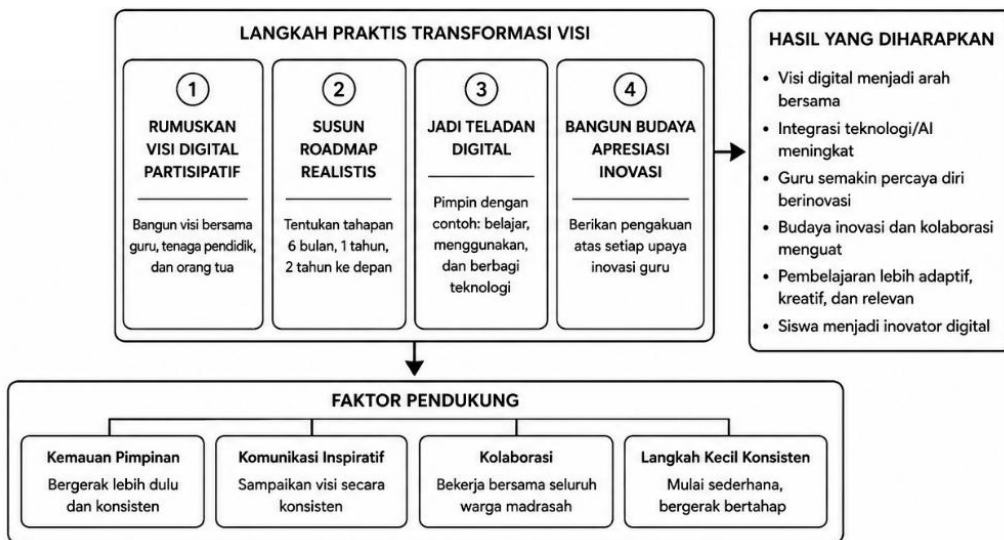 LANGKAH PRAKTIS TRANSFORMASI VISI
1
RUMUSKAN
VISI DIGITAL
PARTISIPATIF
Bangun visi bersama
guru, tenaga pendidik,
dan orang tua
2
SUSUN
ROADMAP
REALISTIS
Tentukan tahapan
6 bulan, 1 tahun,
2 tahun ke depan
3
JADI TELADAN
DIGITAL
Pimpin dengan
contoh: belajar,
menggunakan,
dan berbagi
teknologi
4
BANGUN BUDAYA
APRESIASI
INOVASI
Berikan pengakuan
atas setiap upaya
inovasi guru
HASIL YANG DIHARAPKAN
• Visi digital menjadi arah
bersama
• Integrasi teknologi/AI
meningkat
• Guru semakin percaya diri
berinovasi
• Budaya inovasi dan kolaborasi
menguat
• Pembelajaran lebih adaptif,
kreatif, dan relevan
• Siswa menjadi inovator digital
FAKTOR PENDUKUNG
Kemauan Pimpinan
Bergerak lebih dulu
dan konsisten
Komunikasi Inspiratif
Sampaikan visi secara
konsisten
Kolaborasi
Bekerja bersama seluruh
warga madrasah
Langkah Kecil Konsisten
Mulai sederhana,
bergerak bertahap